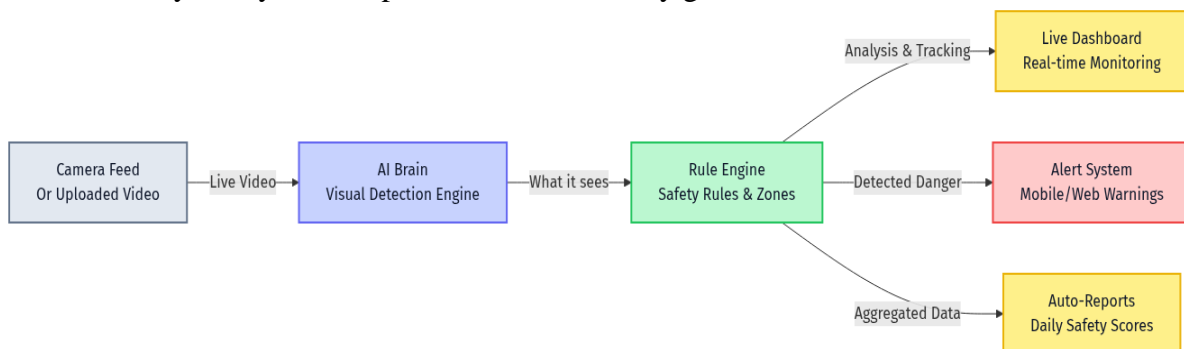 Camera Feed
Or Uploaded Video
Live Video
AI Brain
Visual Detection Engine
What it sees
Rule Engine
Safety Rules & Zones
Analysis & Tracking
Live Dashboard
Real-time Monitoring
Detected Danger
Alert System
Mobile/Web Warnings
Aggregated Data
Auto-Reports
Daily Safety Scores